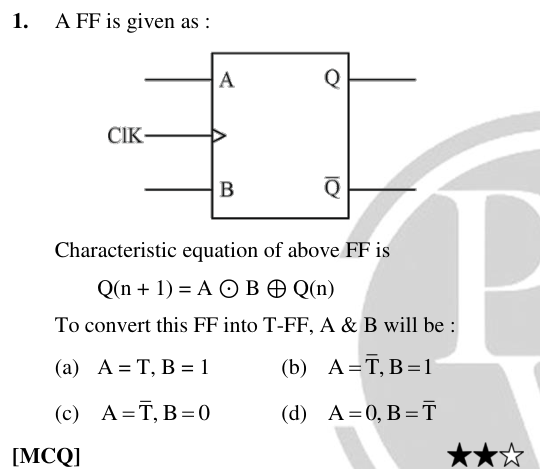 1. A FF is given as :
A Q
ClK
B Q̅
Characteristic equation of above FF is
Q(n + 1) = A ⊙ B ⊕ Q(n)
To convert this FF into T-FF, A & B will be :
(a) A = T, B = 1 (b) A = T̅, B = 1
(c) A = T̅, B = 0 (d) A = 0, B = T̅
[MCQ]